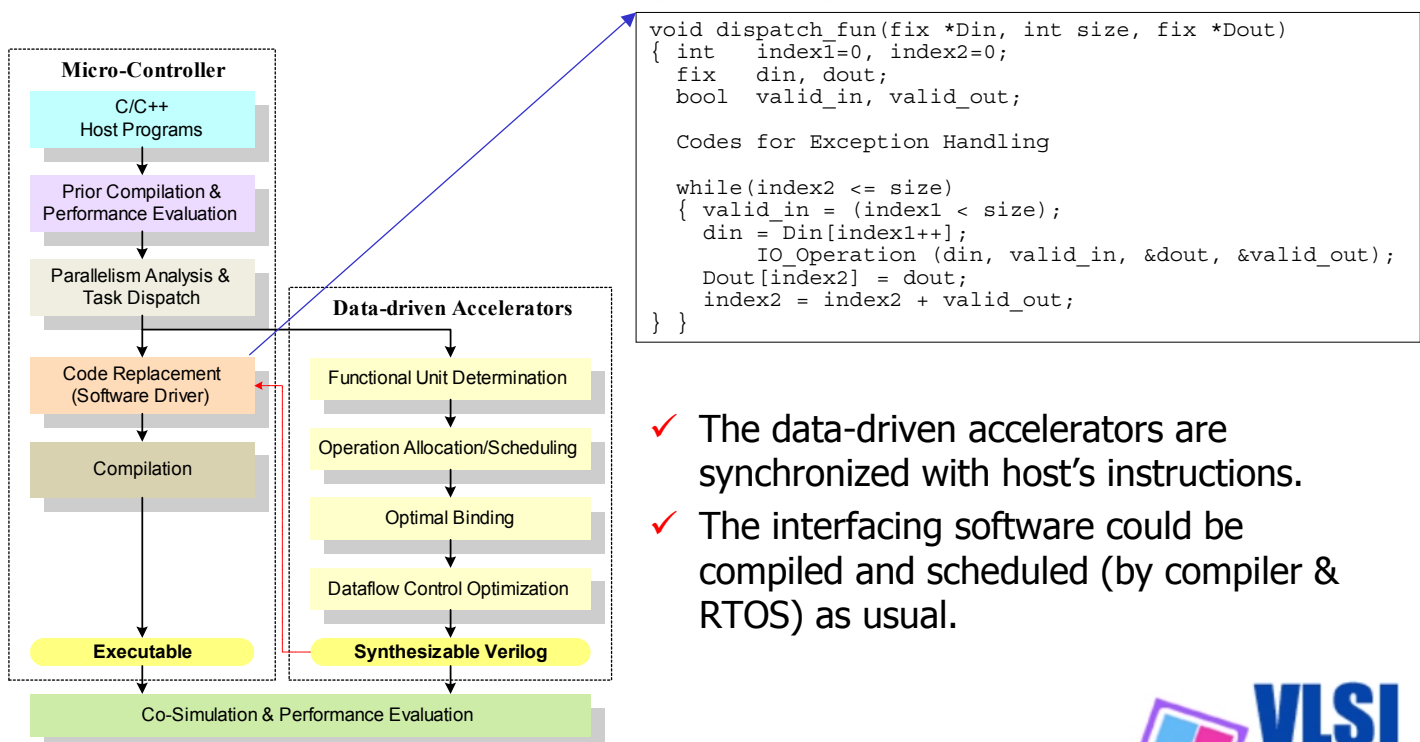 Micro-Controller
C/C++
Host Programs
Prior Compilation &
Performance Evaluation
Parallelism Analysis &
Task Dispatch
Code Replacement
(Software Driver)
Compilation
Executable
Data-driven Accelerators
Functional Unit Determination
Operation Allocation/Scheduling
Optimal Binding
Dataflow Control Optimization
Synthesizable Verilog
Co-Simulation & Performance Evaluation
void dispatch_fun(fix *Din, int size, fix *Dout)
{ int   index1=0, index2=0;
  fix   din, dout;
  bool  valid_in, valid_out;
  Codes for Exception Handling
  while(index2 <= size)
  { valid_in = (index1 < size);
    din = Din[index1++];
        IO_Operation (din, valid_in, &dout, &valid_out);
    Dout[index2] = dout;
    index2 = index2 + valid_out;
} }
✓ The data-driven accelerators are
synchronized with host's instructions.
✓ The interfacing software could be
compiled and scheduled (by compiler &
RTOS) as usual.
VLSI